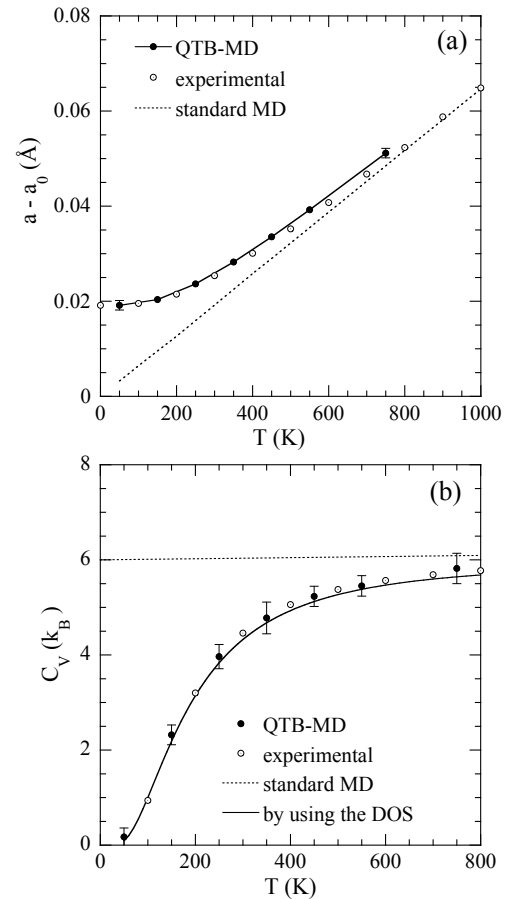 0.08
(a)
QTB-MD
experimental
standard MD
0.06
a - a0 (Å)
0.04
0.02
0
0 200 400 600 800 1000
T (K)
8
(b)
6
CV (kB)
4
QTB-MD
experimental
2
standard MD
by using the DOS
0
0 200 400 600 800
T (K)